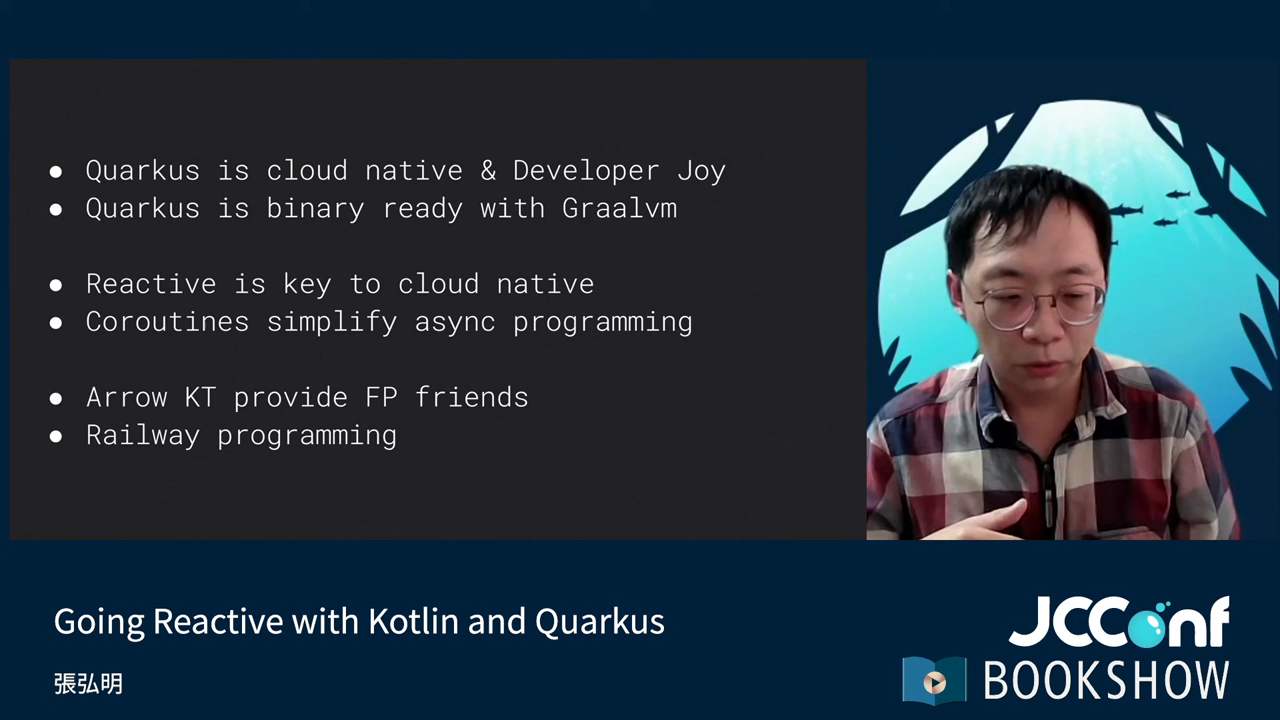 ● Quarkus is cloud native & Developer Joy
● Quarkus is binary ready with Graalvm
● Reactive is key to cloud native
● Coroutines simplify async programming
● Arrow KT provide FP friends
● Railway programming
Going Reactive with Kotlin and Quarkus
張弘明
JCConf
BOOKSHOW